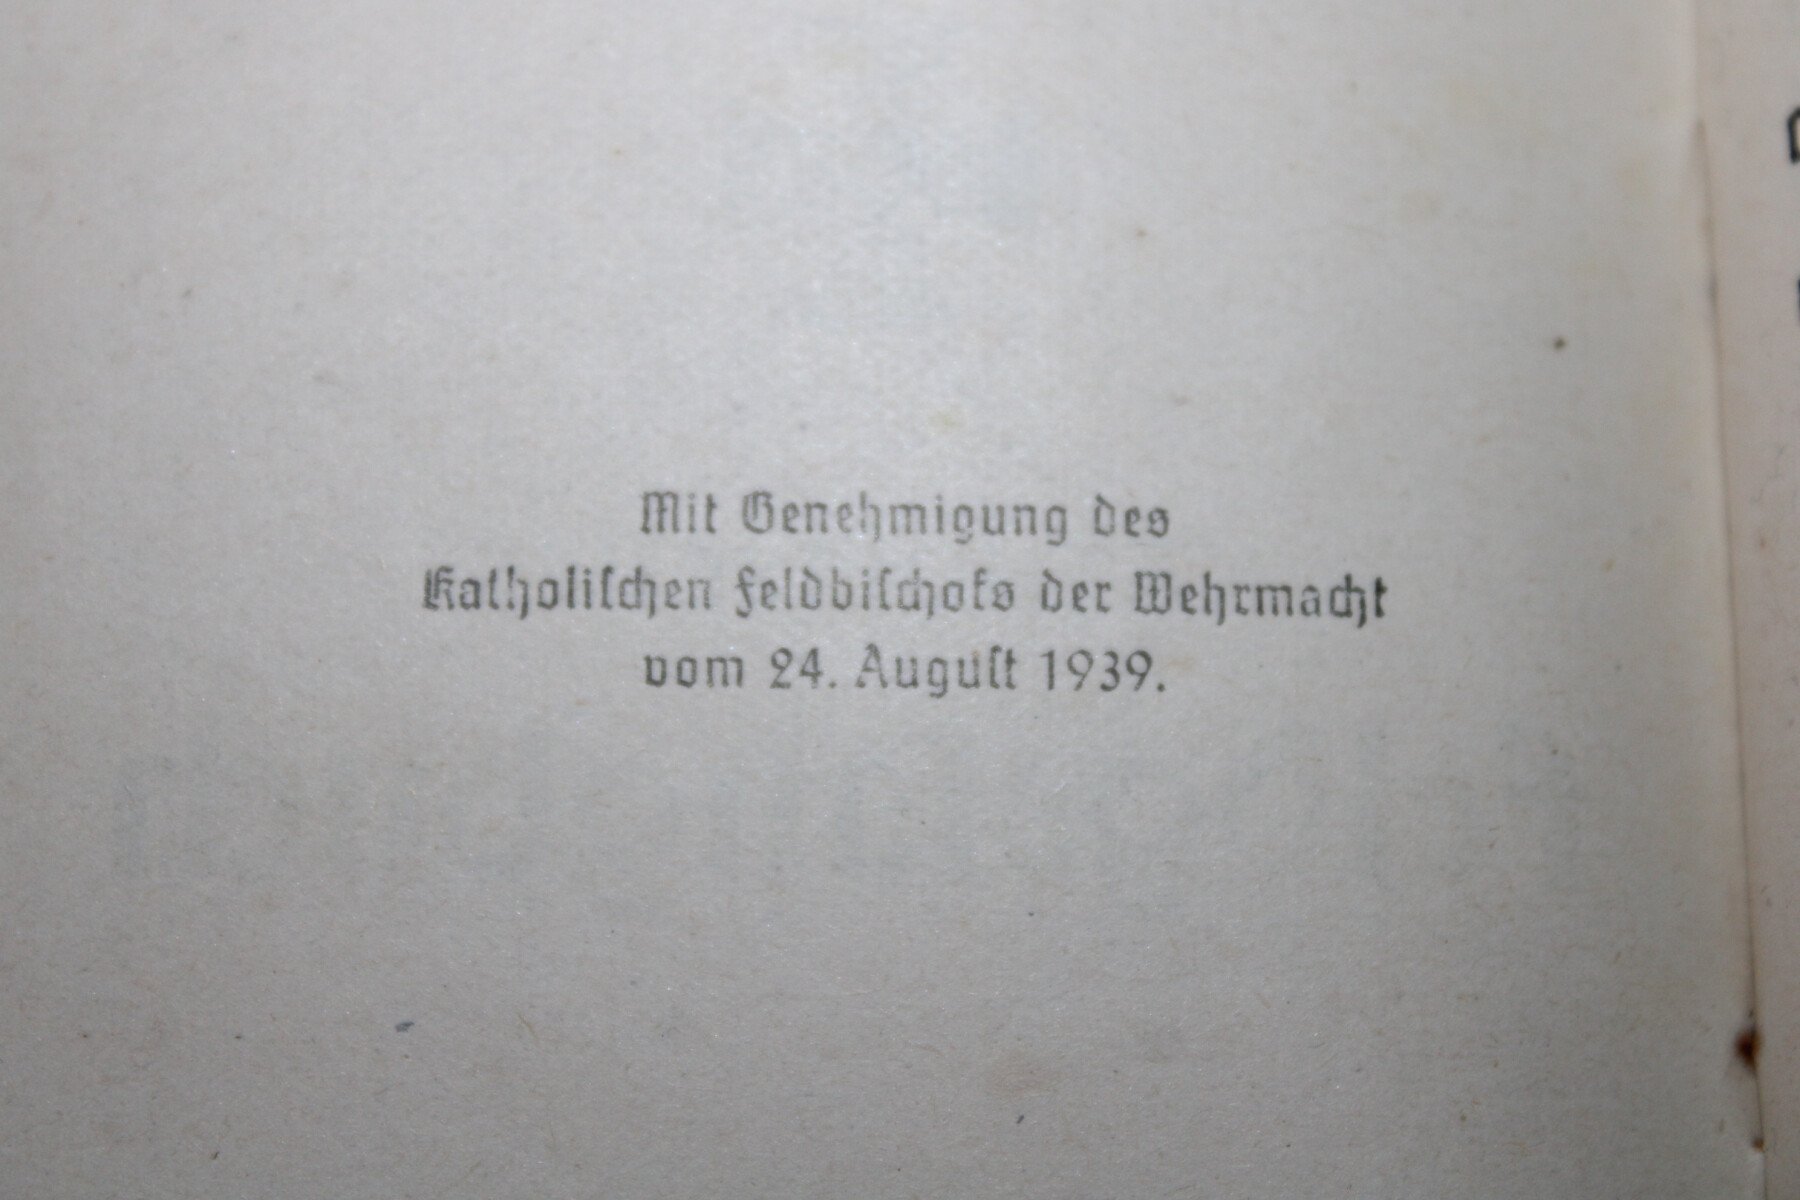 Mit Genehmigung des
Katholiſchen Feldbiſchofs der Wehrmacht
vom 24. Auguſt 1939.